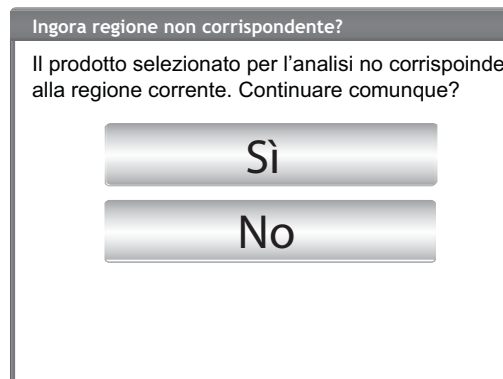 Ingora regione non corrispondente?
Il prodotto selezionato per l'analisi no corrispoinde
alla regione corrente. Continuare comunque?
Sì
No